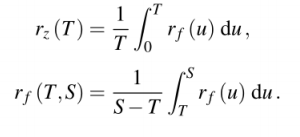 r_z(T) = \frac{1}{T} \int_0^T r_f(u) du,
r_f(T,S) = \frac{1}{S-T} \int_T^S r_f(u) du.